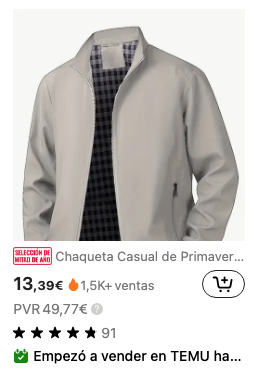 SELECCIÓN DE
MITAD DE AÑO
Chaqueta Casual de Primaver...
13,39€ 1,5K+ ventas
PVR 49,77€ ?
91
Empezó a vender en TEMU ha...